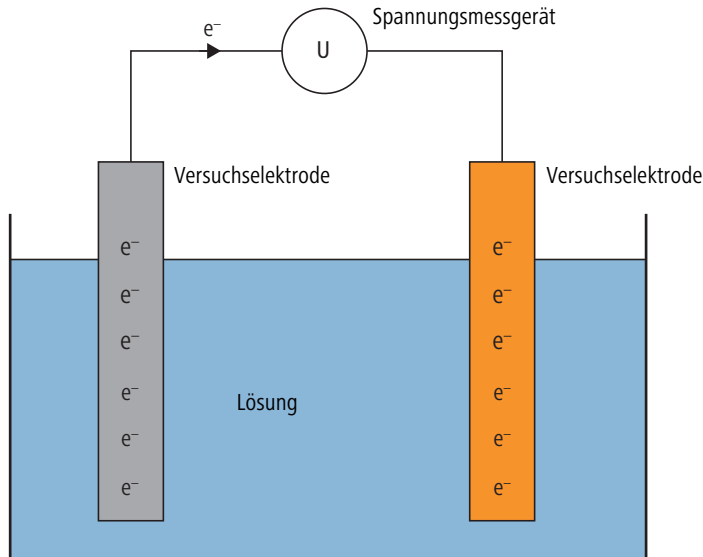 Spannungsmessgerät
e⁻
U
Versuchselektrode
Versuchselektrode
e⁻ e⁻
e⁻ e⁻
e⁻ e⁻
Lösung
e⁻ e⁻
e⁻ e⁻
e⁻ e⁻